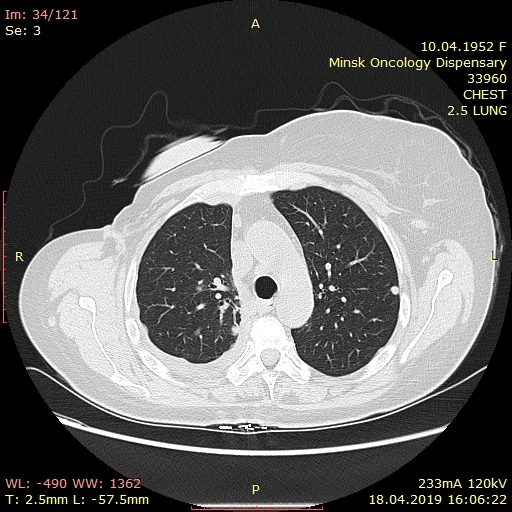 Im: 34/121
Se: 3
A
10.04.1952 F
Minsk Oncology Dispensary
33960
CHEST
2.5 LUNG
R
L
WL: -490 WW: 1362
T: 2.5mm L: -57.5mm
P
233mA 120kV
18.04.2019 16:06:22